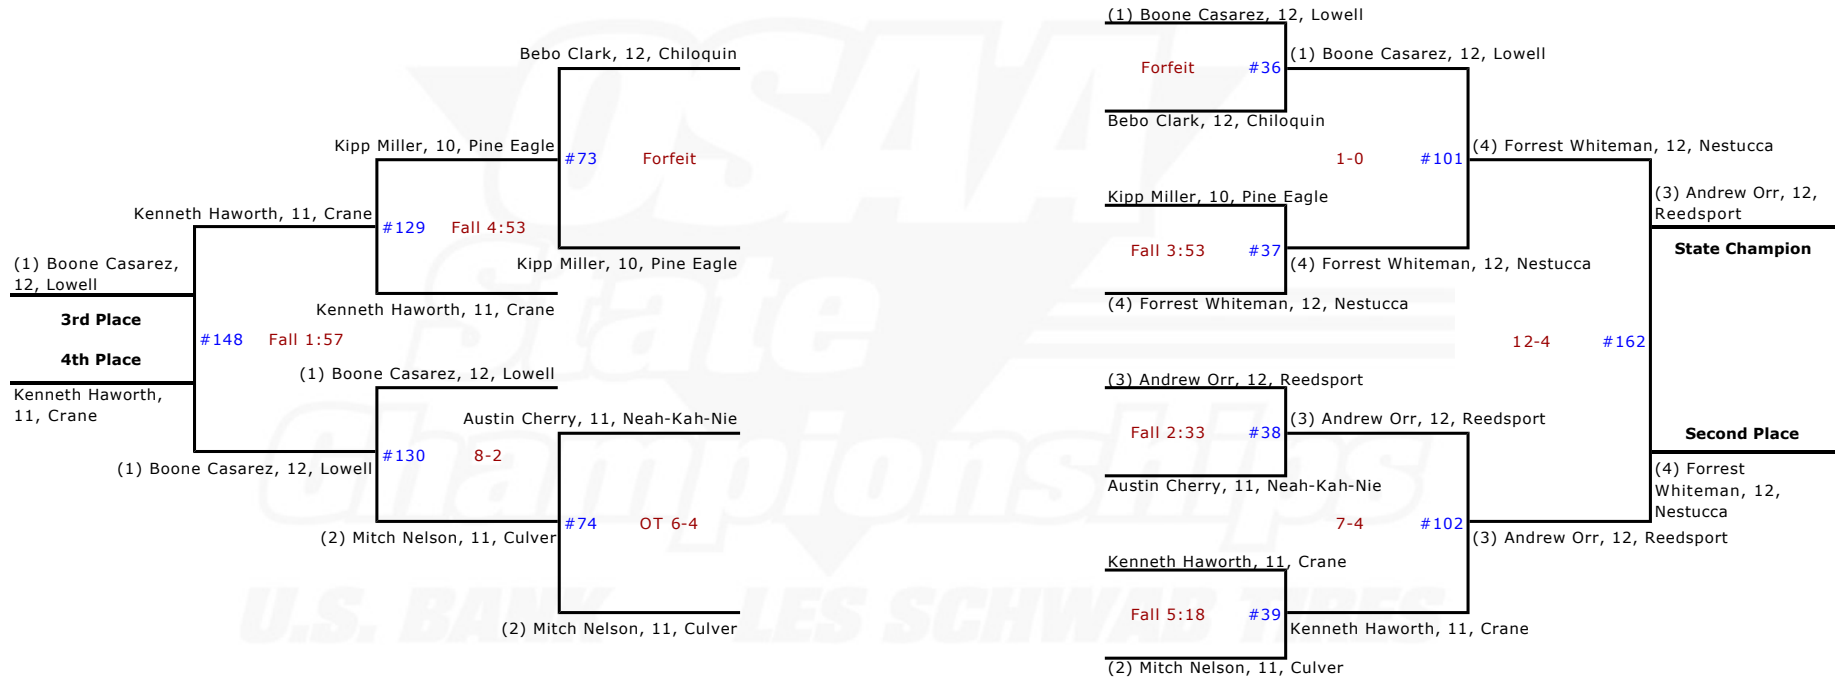 (1) Boone Casarez, 12, Lowell
Bebo Clark, 12, Chiloquin
(1) Boone Casarez, 12, Lowell
Forfeit #36
Bebo Clark, 12, Chiloquin
Kipp Miller, 10, Pine Eagle
#73 Forfeit
1-0 #101
(4) Forrest Whiteman, 12, Nestucca
Kipp Miller, 10, Pine Eagle
(3) Andrew Orr, 12,
Reedsport
Kenneth Haworth, 11, Crane
#129 Fall 4:53
Fall 3:53 #37
State Champion
(1) Boone Casarez,
12, Lowell
Kipp Miller, 10, Pine Eagle
(4) Forrest Whiteman, 12, Nestucca
Kenneth Haworth, 11, Crane
(4) Forrest Whiteman, 12, Nestucca
3rd Place
#148 Fall 1:57
12-4 #162
4th Place
(1) Boone Casarez, 12, Lowell
(3) Andrew Orr, 12, Reedsport
Kenneth Haworth,
11, Crane
Austin Cherry, 11, Neah-Kah-Nie
(3) Andrew Orr, 12, Reedsport
Fall 2:33 #38
Second Place
#130 8-2
(1) Boone Casarez, 12, Lowell
(4) Forrest
Whiteman, 12,
Nestucca
Austin Cherry, 11, Neah-Kah-Nie
#74 OT 6-4
7-4 #102
(2) Mitch Nelson, 11, Culver
(3) Andrew Orr, 12, Reedsport
Kenneth Haworth, 11, Crane
Fall 5:18 #39
(2) Mitch Nelson, 11, Culver
Kenneth Haworth, 11, Crane
(2) Mitch Nelson, 11, Culver
OSAA
State
Championships
U.S. BANK LES SCHWAB TIRES